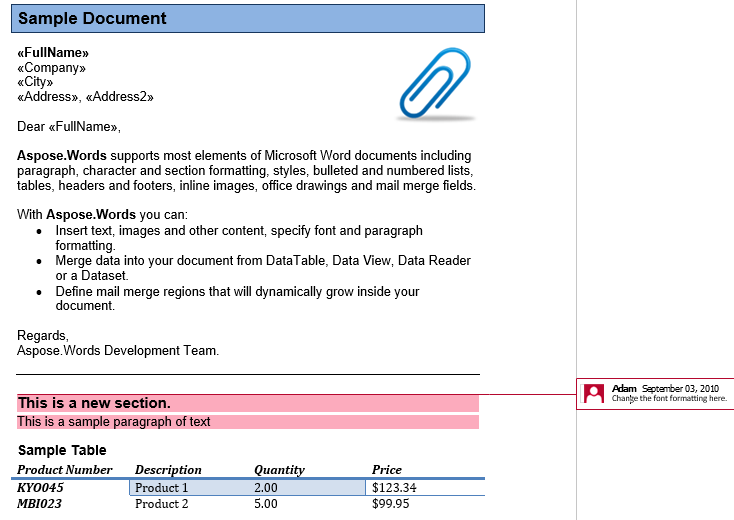 Sample Document
«FullName»
«Company»
«City»
«Address», «Address2»
Dear «FullName»,
Aspose.Words supports most elements of Microsoft Word documents including
paragraph, character and section formatting, styles, bulleted and numbered lists,
tables, headers and footers, inline images, office drawings and mail merge fields.
With Aspose.Words you can:
• Insert text, images and other content, specify font and paragraph
formatting.
• Merge data into your document from DataTable, Data View, Data Reader
or a Dataset.
• Define mail merge regions that will dynamically grow inside your
document.
Regards,
Aspose.Words Development Team.
Adam September 03, 2010
Change the font formatting here.
This is a new section.
This is a sample paragraph of text
Sample Table
Product Number Description Quantity Price
KYO045 Product 1 2.00 $123.34
MBI023 Product 2 5.00 $99.95